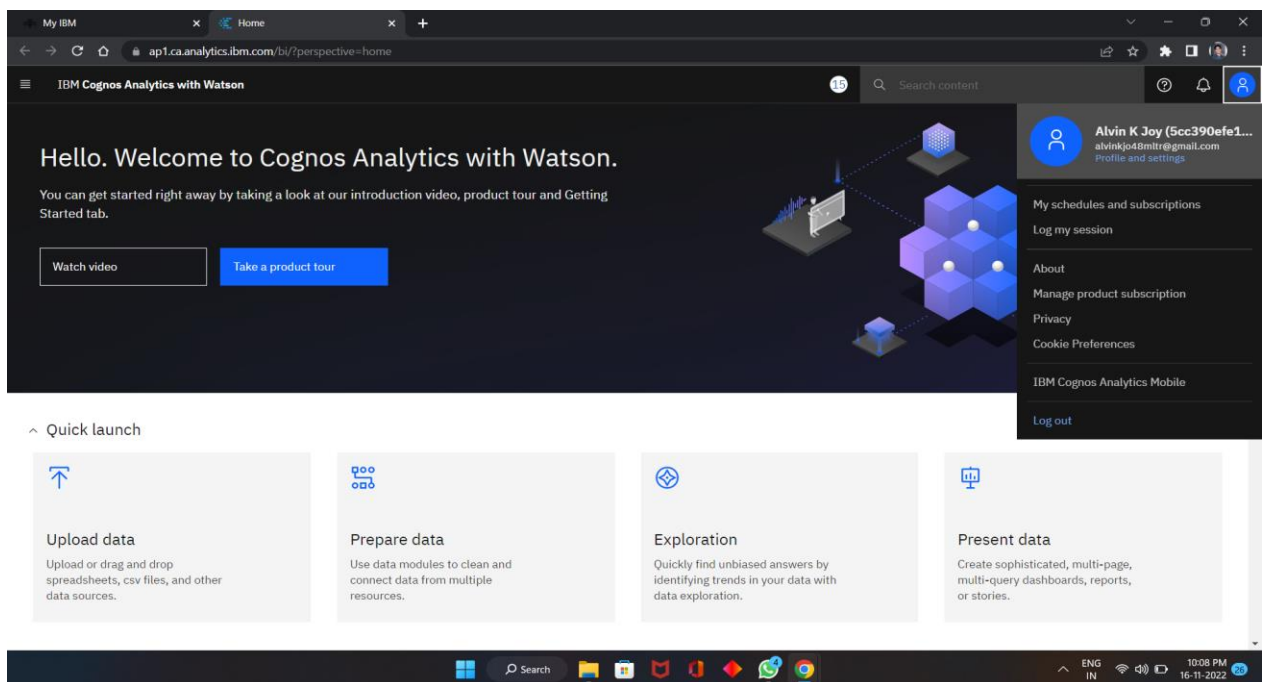 My IBM
Home
ap1.ca.analytics.ibm.com/bi/?perspective=home
IBM Cognos Analytics with Watson
15
Search content
Alvin K Joy (5cc390efe1...
alvinkjo48mltr@gmail.com
Profile and settings
Hello. Welcome to Cognos Analytics with Watson.
You can get started right away by taking a look at our introduction video, product tour and Getting
Started tab.
Watch video
Take a product tour
My schedules and subscriptions
Log my session
About
Manage product subscription
Privacy
Cookie Preferences
IBM Cognos Analytics Mobile
Log out
Quick launch
Upload data
Upload or drag and drop
spreadsheets, csv files, and other
data sources.
Prepare data
Use data modules to clean and
connect data from multiple
resources.
Exploration
Quickly find unbiased answers by
identifying trends in your data with
data exploration.
Present data
Create sophisticated, multi-page,
multi-query dashboards, reports,
or stories.
Search
4
ENG
IN
10:08 PM
16-11-2022
26